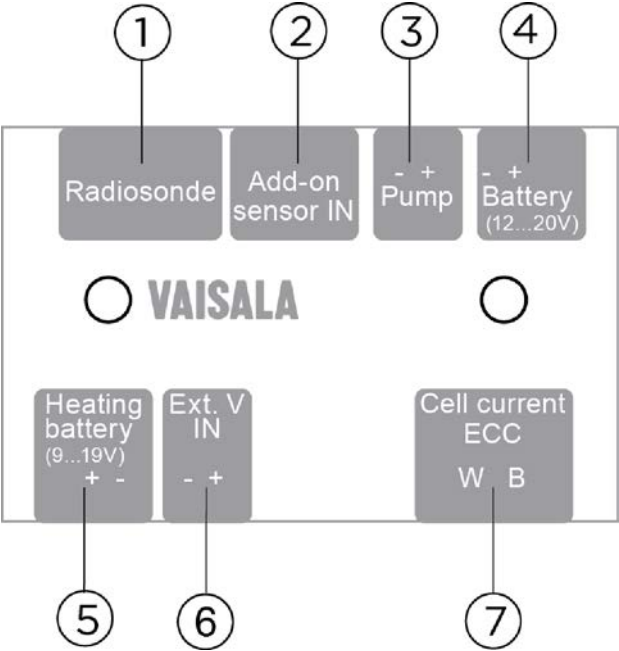 1 2 3 4
Radiosonde
Add-on
sensor IN
- +
Pump
- +
Battery
(12...20V)
VAISALA
Heating
battery
(9...19V)
+ -
Ext. V
IN
- +
Cell current
ECC
W B
5 6 7